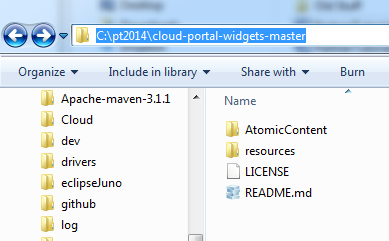 C:\pt2014\cloud-portal-widgets-master
Organize Include in library Share with Burn
Apache-maven-3.1.1
Cloud
dev
drivers
eclipseJuno
github
log
Name
AtomicContent
resources
LICENSE
README.md